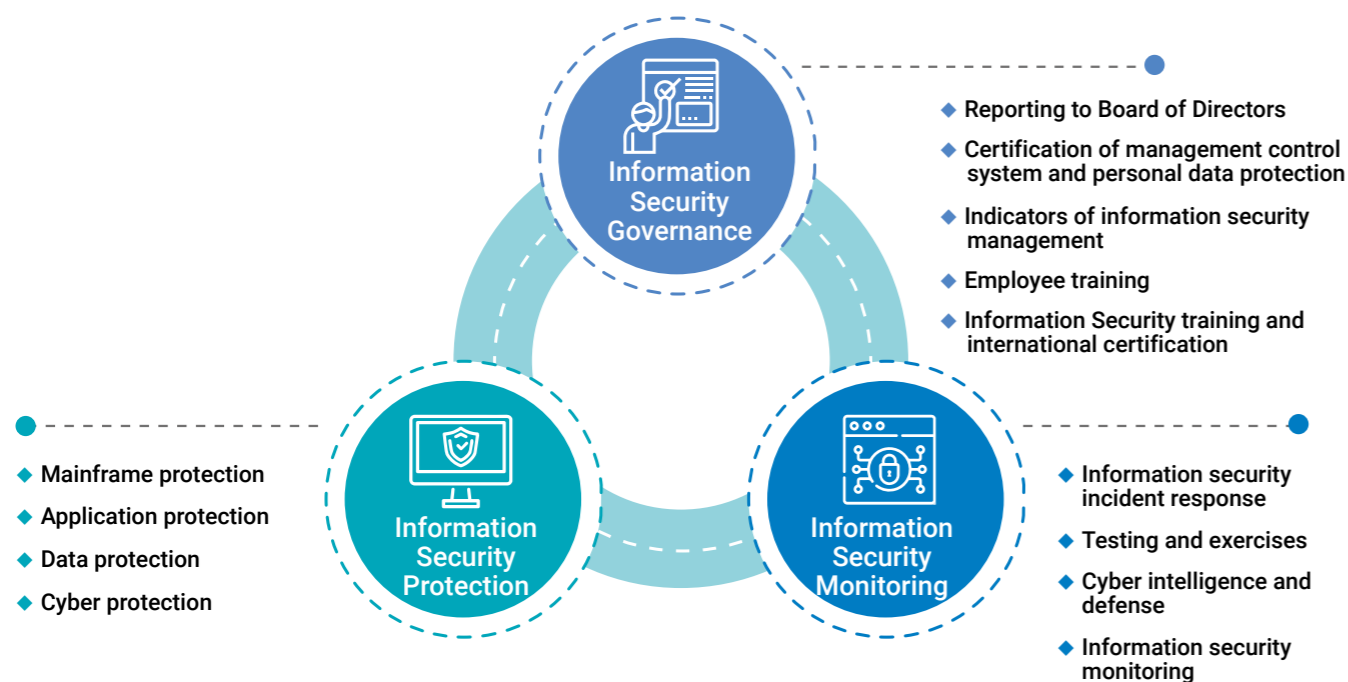 Information
Security
Governance
Reporting to Board of Directors
Certification of management control
system and personal data protection
Indicators of information security
management
Employee training
Information Security training and
international certification
Information
Security
Protection
Mainframe protection
Application protection
Data protection
Cyber protection
Information
Security
Monitoring
Information security
incident response
Testing and exercises
Cyber intelligence and
defense
Information security
monitoring